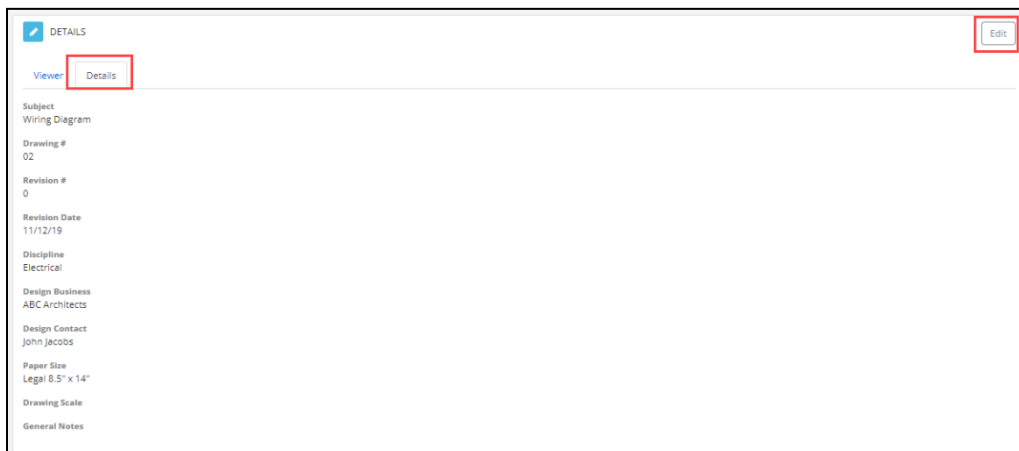 DETAILS
Edit
Viewer
Details
Subject
Wiring Diagram
Drawing #
02
Revision #
0
Revision Date
11/12/19
Discipline
Electrical
Design Business
ABC Architects
Design Contact
John Jacobs
Paper Size
Legal 8.5" x 14"
Drawing Scale
General Notes